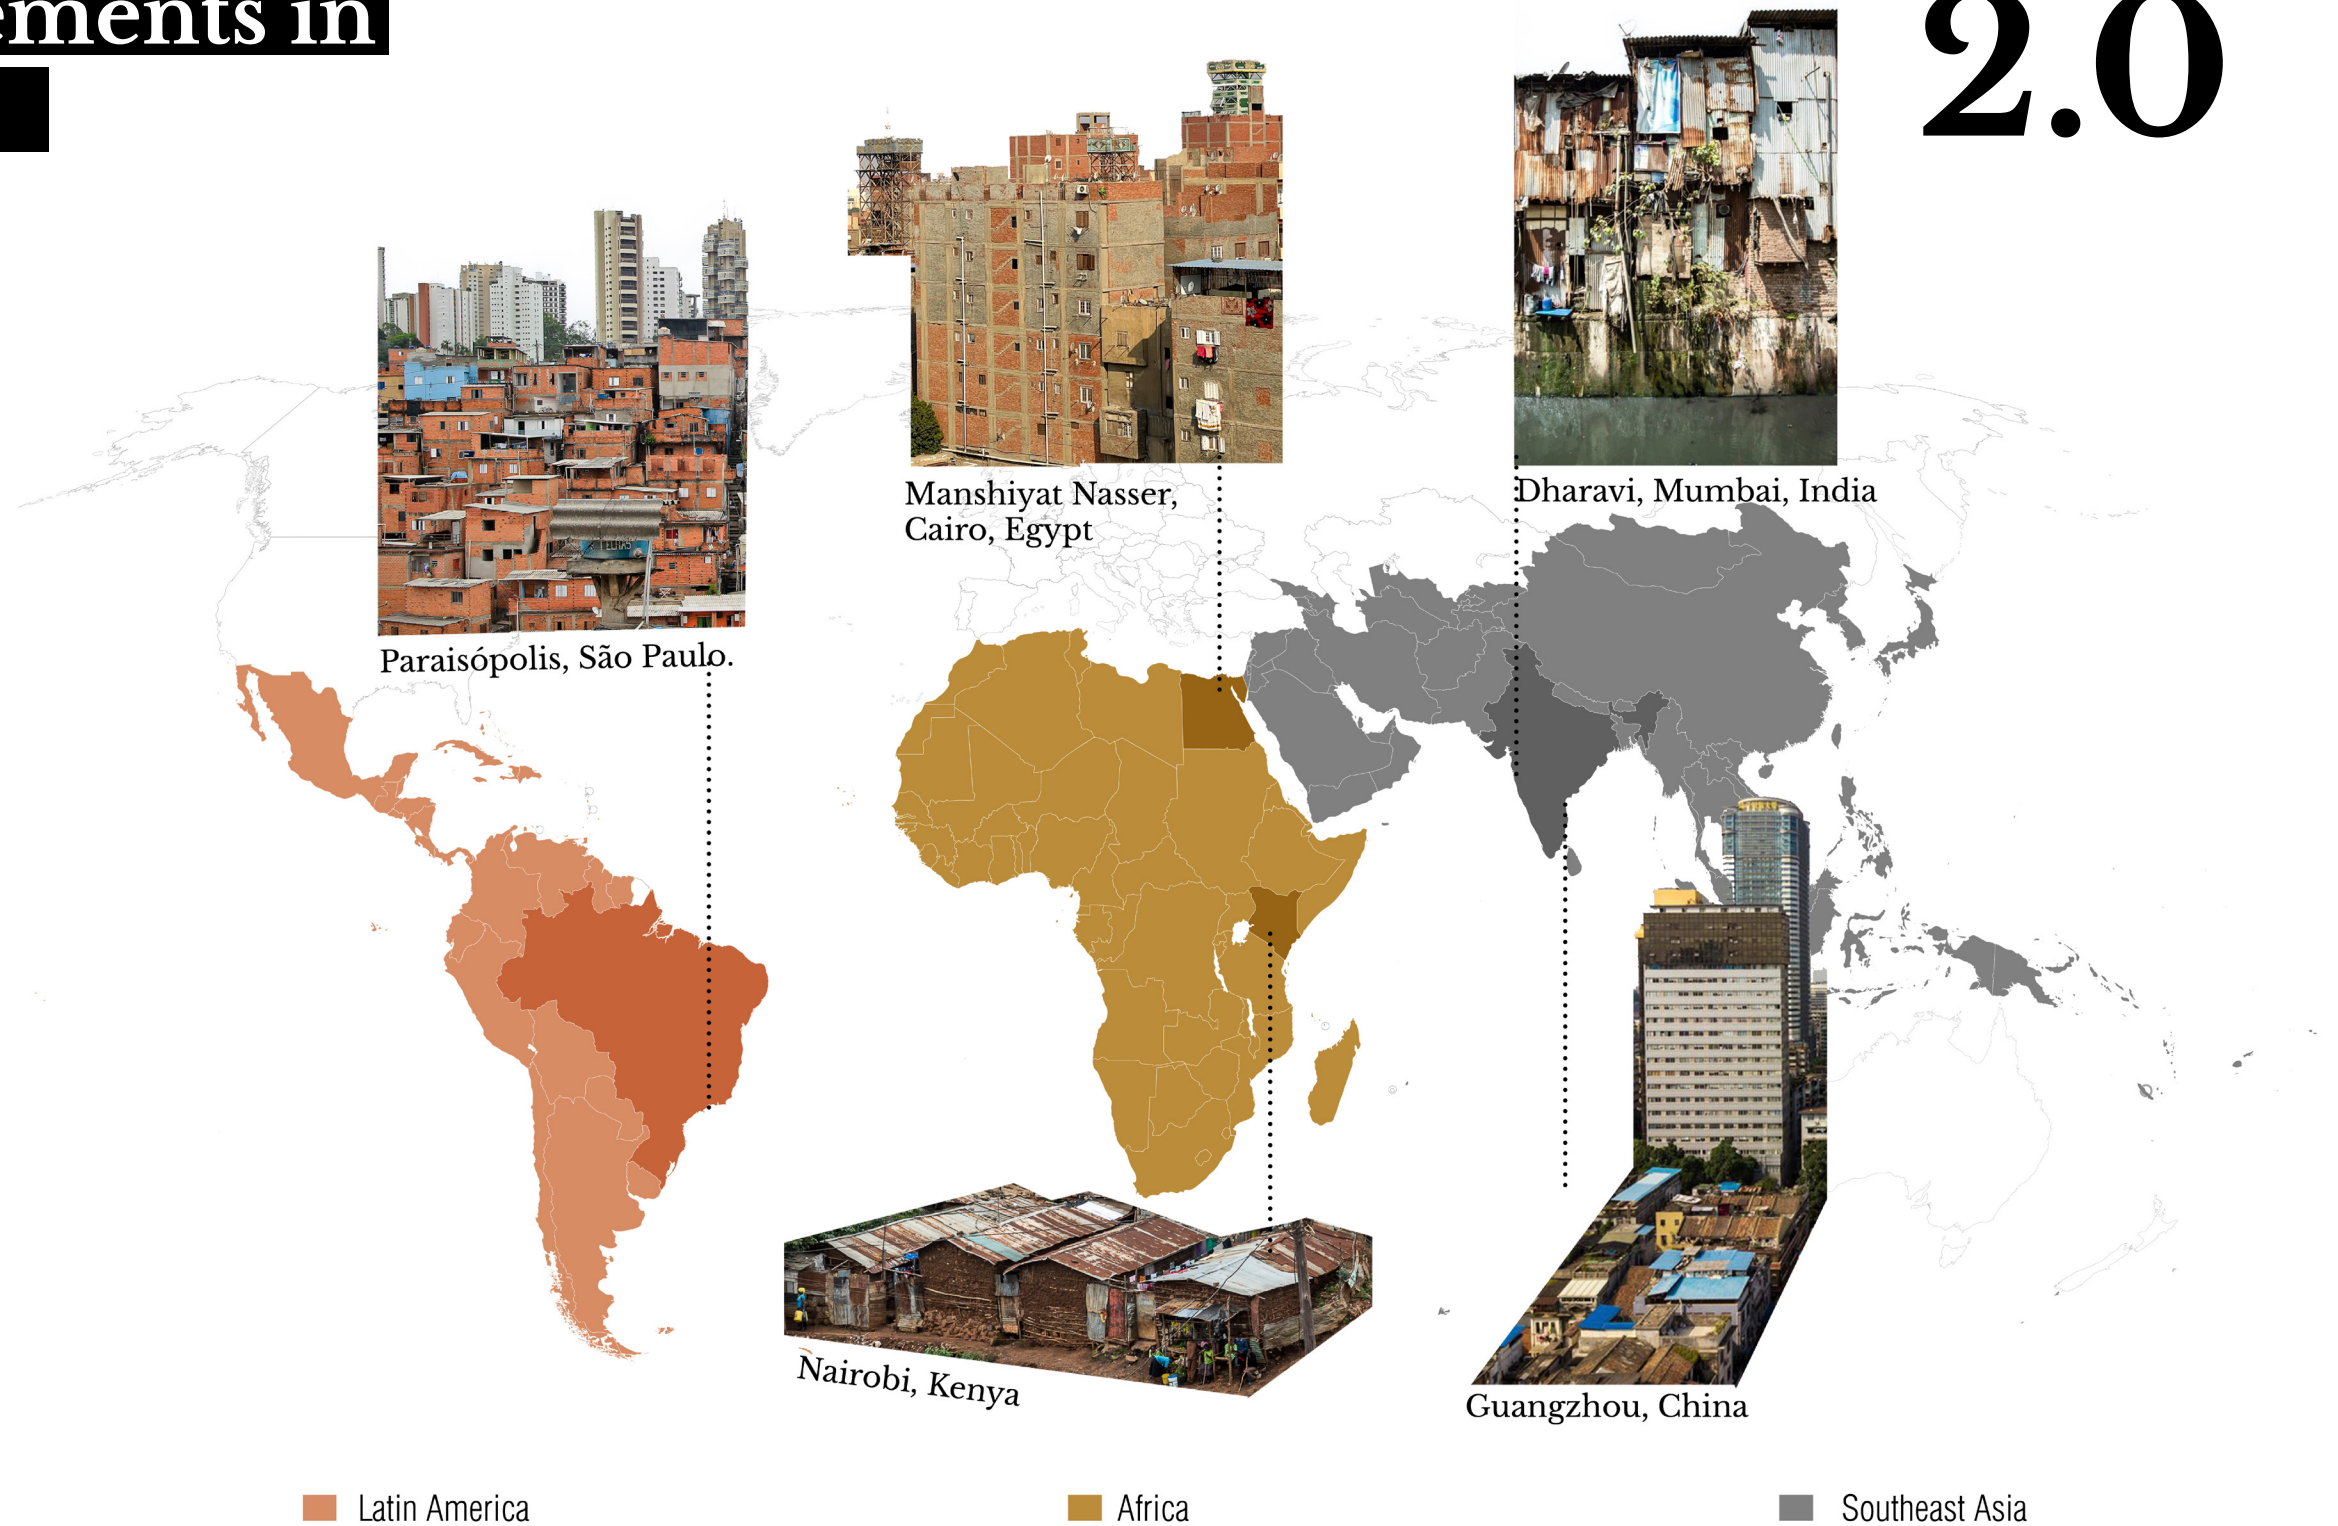 ements in
2.0
Manshiyat Nasser,
Cairo, Egypt
Dharavi, Mumbai, India
Paraisópolis, São Paulo.
Nairobi, Kenya
Guangzhou, China
Latin America
Africa
Southeast Asia